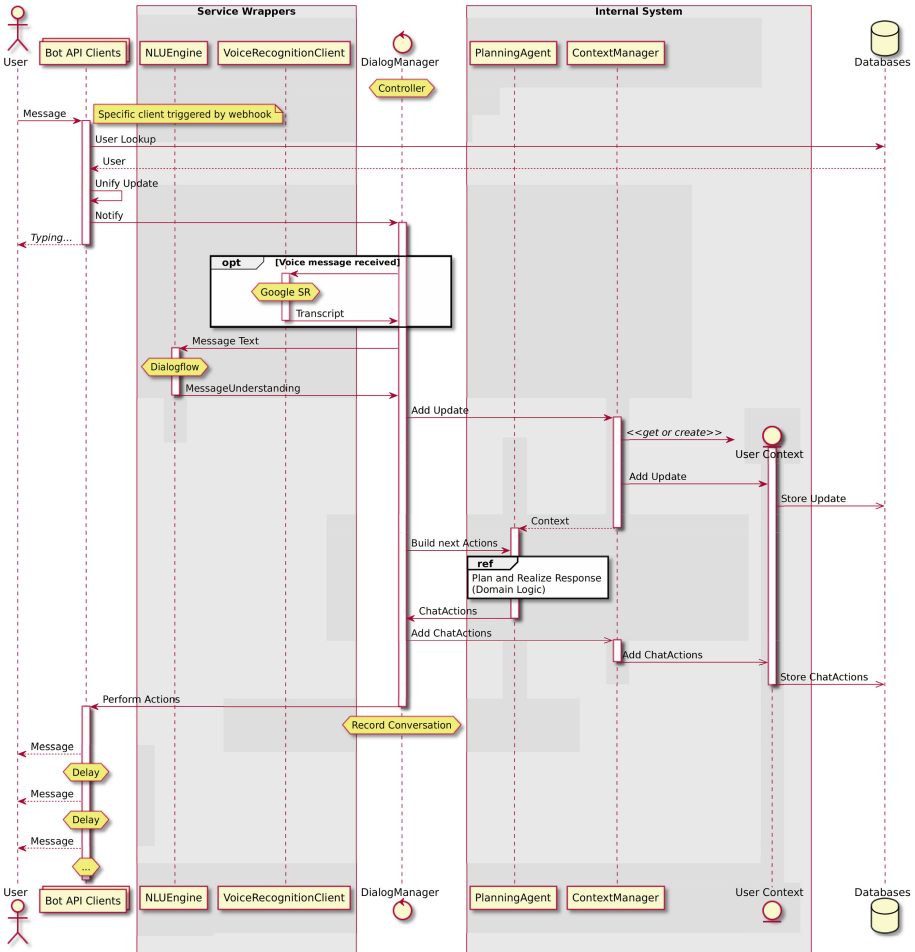 Service Wrappers
Internal System
User
Bot API Clients
NLUEngine
VoiceRecognitionClient
DialogManager
PlanningAgent
ContextManager
Databases
Controller
Message
Specific client triggered by webhook
User Lookup
User
Unify Update
Notify
Typing...
opt
[Voice message received]
Google SR
Transcript
Message Text
Dialogflow
MessageUnderstanding
Add Update
<<get or create>>
User Context
Add Update
Store Update
Context
Build next Actions
ref
Plan and Realize Response
(Domain Logic)
ChatActions
Add ChatActions
Add ChatActions
Store ChatActions
Perform Actions
Record Conversation
Message
Delay
Message
Delay
Message
...
User
Bot API Clients
NLUEngine
VoiceRecognitionClient
DialogManager
PlanningAgent
ContextManager
User Context
Databases